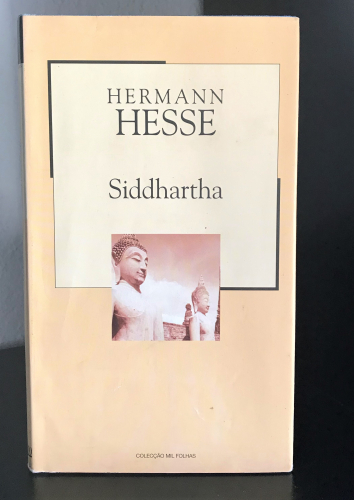 HERMANN
HESSE
Siddhartha
COLECÇÃO MIL FOLHAS